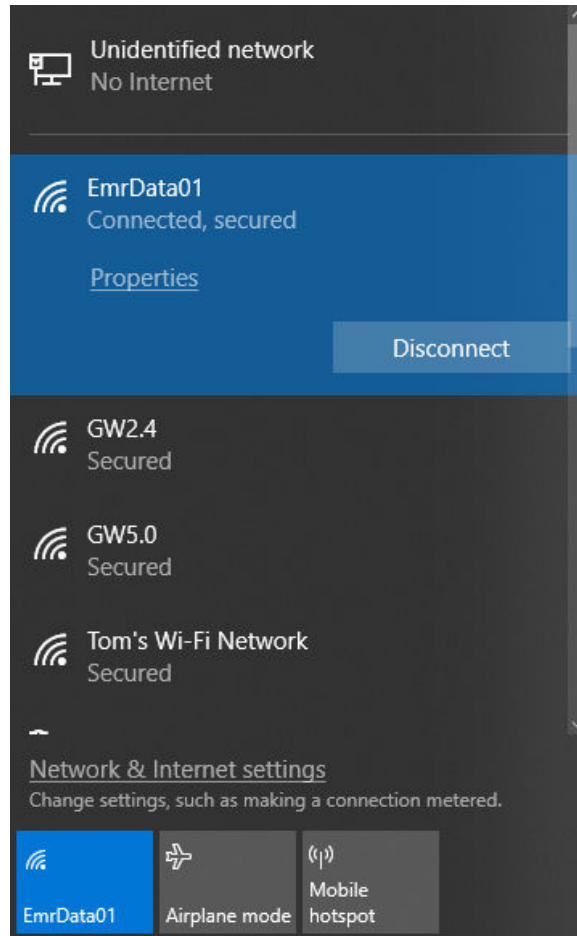 Unidentified network
No Internet
EmrData01
Connected, secured
Properties
Disconnect
GW2.4
Secured
GW5.0
Secured
Tom's Wi-Fi Network
Secured
Network & Internet settings
Change settings, such as making a connection metered.
EmrData01
Airplane mode
Mobile
hotspot